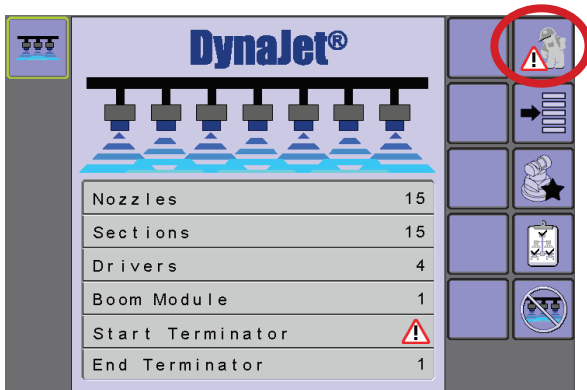 DynaJet®
Nozzles 15
Sections 15
Drivers 4
Boom Module 1
Start Terminator
End Terminator 1